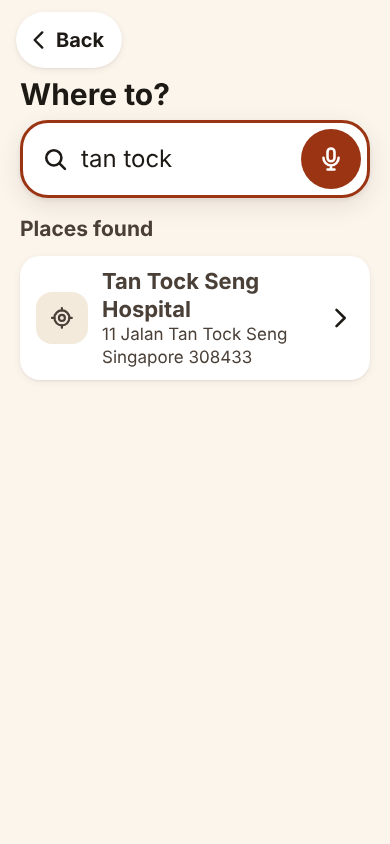 Back
Where to?
tan tock
Places found
Tan Tock Seng
Hospital
11 Jalan Tan Tock Seng
Singapore 308433